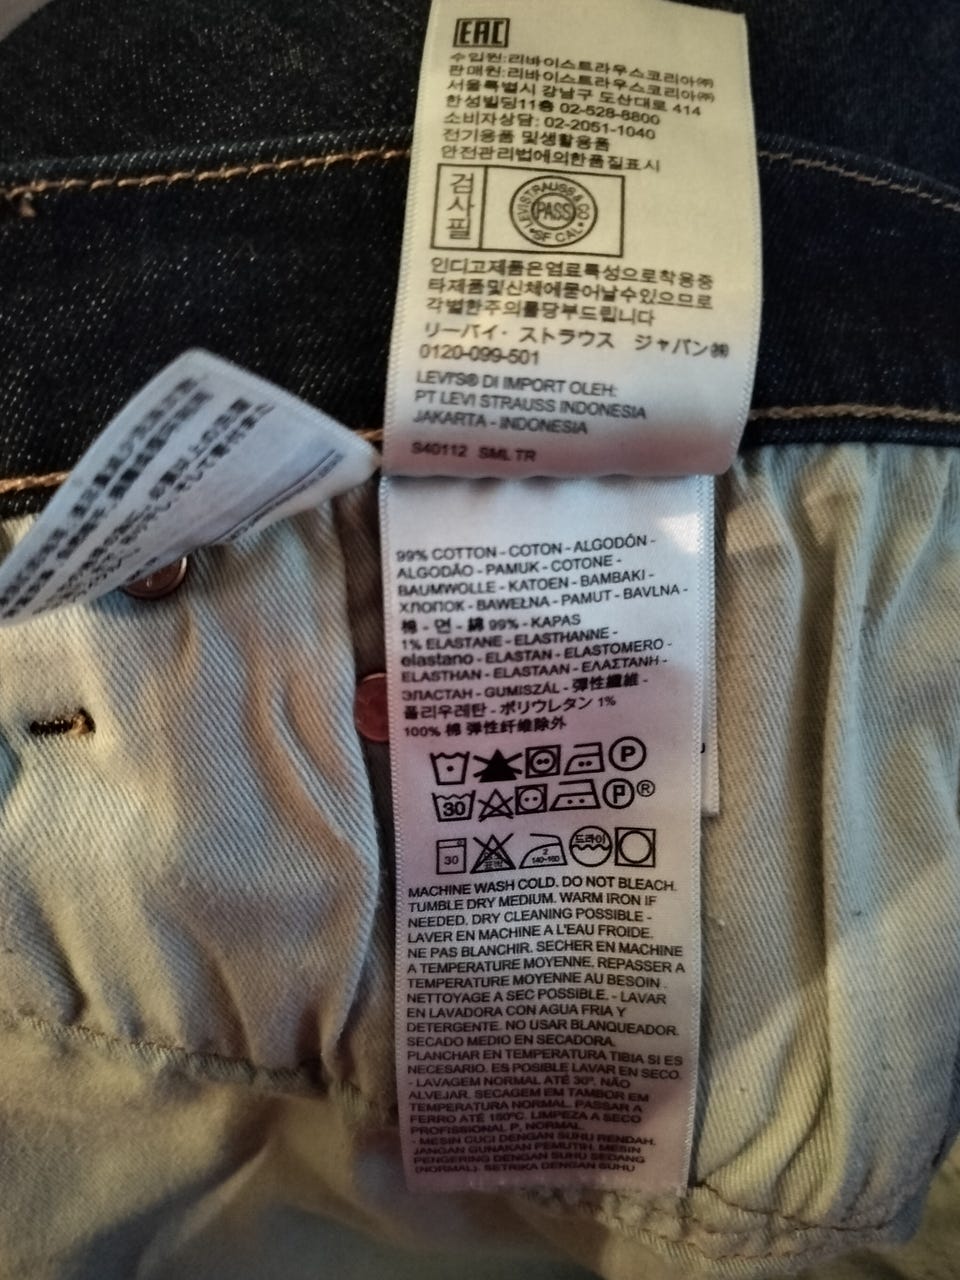 EAC
수입원:리바이스트라우스코리아㈜
판매원:리바이스트라우스코리아㈜
서울특별시 강남구 도산대로 414
한성빌딩11층 02-528-8800
소비자상담: 02-2051-1040
전기용품 및생활용품
안전관리법에의한품질표시
검사필
LEVI STRAUSS & CO
PASS
SF CAL
인디고제품은염료특성으로착용중
타제품및신체에묻어날수있으므로
각별한주의를당부드립니다
リーバイ・ストラウス ジャパン㈱
0120-099-501
LEVI'S® DI IMPORT OLEH:
PT LEVI STRAUSS INDONESIA
JAKARTA - INDONESIA
S40112 SML TR
99% COTTON - COTON - ALGODÓN -
ALGODÃO - PAMUK - COTONE -
BAUMWOLLE - KATOEN - BAMBAKI -
ХЛОПОК - BAWEŁNA - PAMUT - BAVLNA -
棉 - 면 - 綿 99% - KAPAS
1% ELASTANE - ELASTHANNE -
elastano - ELASTAN - ELASTOMERO -
ELASTHAN - ELASTAAN - ΕΛΑΣΤΑΝΗ -
ЭЛАСТАН - GUMISZÁL - 彈性纖維 -
폴리우레탄 - ポリウレタン 1%
100% 棉 弹性纤维除外
P
30 P®
30 2 140-160 드라이
MACHINE WASH COLD. DO NOT BLEACH.
TUMBLE DRY MEDIUM. WARM IRON IF
NEEDED. DRY CLEANING POSSIBLE -
LAVER EN MACHINE A L'EAU FROIDE.
NE PAS BLANCHIR. SECHER EN MACHINE
A TEMPERATURE MOYENNE. REPASSER A
TEMPERATURE MOYENNE AU BESOIN .
NETTOYAGE A SEC POSSIBLE. - LAVAR
EN LAVADORA CON AGUA FRIA Y
DETERGENTE. NO USAR BLANQUEADOR.
SECADO MEDIO EN SECADORA.
PLANCHAR EN TEMPERATURA TIBIA SI ES
NECESARIO. ES POSIBLE LAVAR EN SECO.
- LAVAGEM NORMAL ATÉ 30º. NÃO
ALVEJAR. SECAGEM EM TAMBOR EM
TEMPERATURA NORMAL. PASSAR A
FERRO ATÉ 150ºC. LIMPEZA A SECO
PROFISSIONAL P, NORMAL.
- MESIN CUCI DENGAN SUHU RENDAH.
JANGAN GUNAKAN PEMUTIH. MESIN
PENGERING DENGAN SUHU SEDANG
(NORMAL). SETRIKA DENGAN SUHU